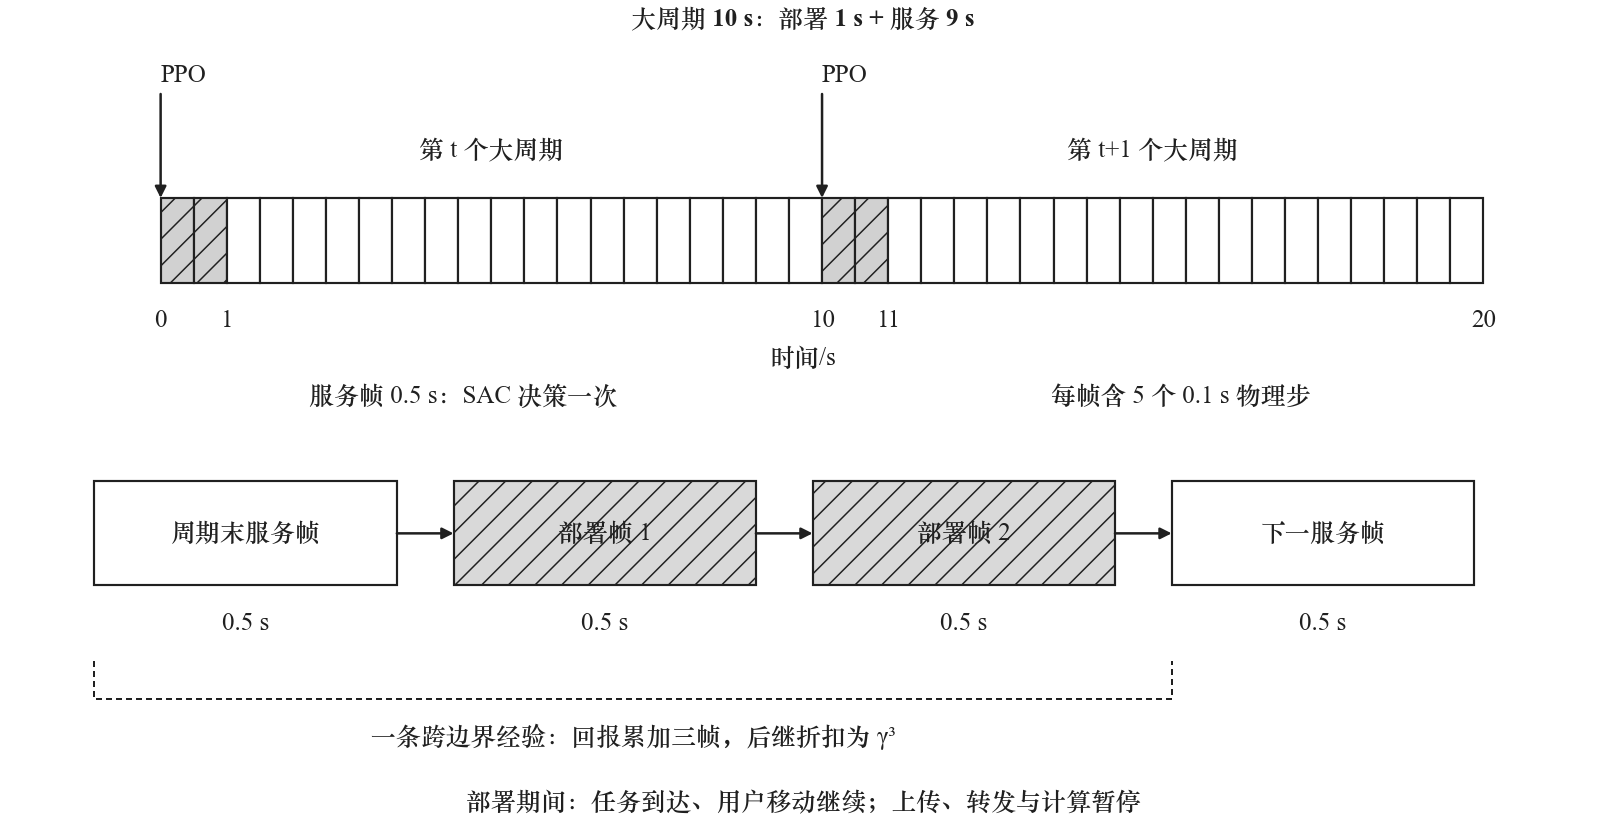 大周期 10 s：部署 1 s + 服务 9 s
PPO PPO
第 t 个大周期 第 t+1 个大周期
0 1 10 11 20
时间/s
服务帧 0.5 s：SAC 决策一次 每帧含 5 个 0.1 s 物理步
周期末服务帧 部署帧 1 部署帧 2 下一服务帧
0.5 s 0.5 s 0.5 s 0.5 s
一条跨边界经验：回报累加三帧，后继折扣为 γ³
部署期间：任务到达、用户移动继续；上传、转发与计算暂停